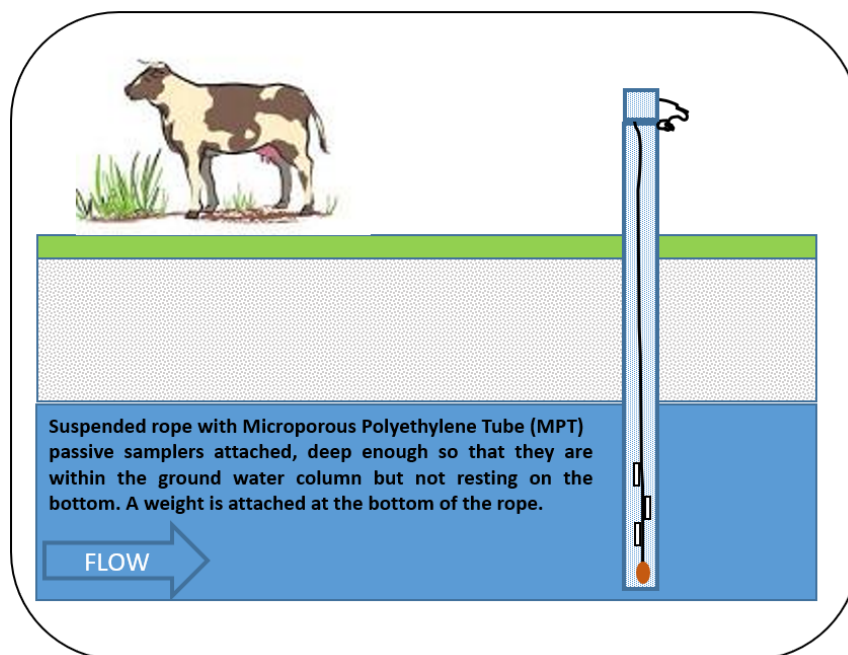 Suspended rope with Microporous Polyethylene Tube (MPT)
passive samplers attached, deep enough so that they are
within the ground water column but not resting on the
bottom. A weight is attached at the bottom of the rope.
FLOW